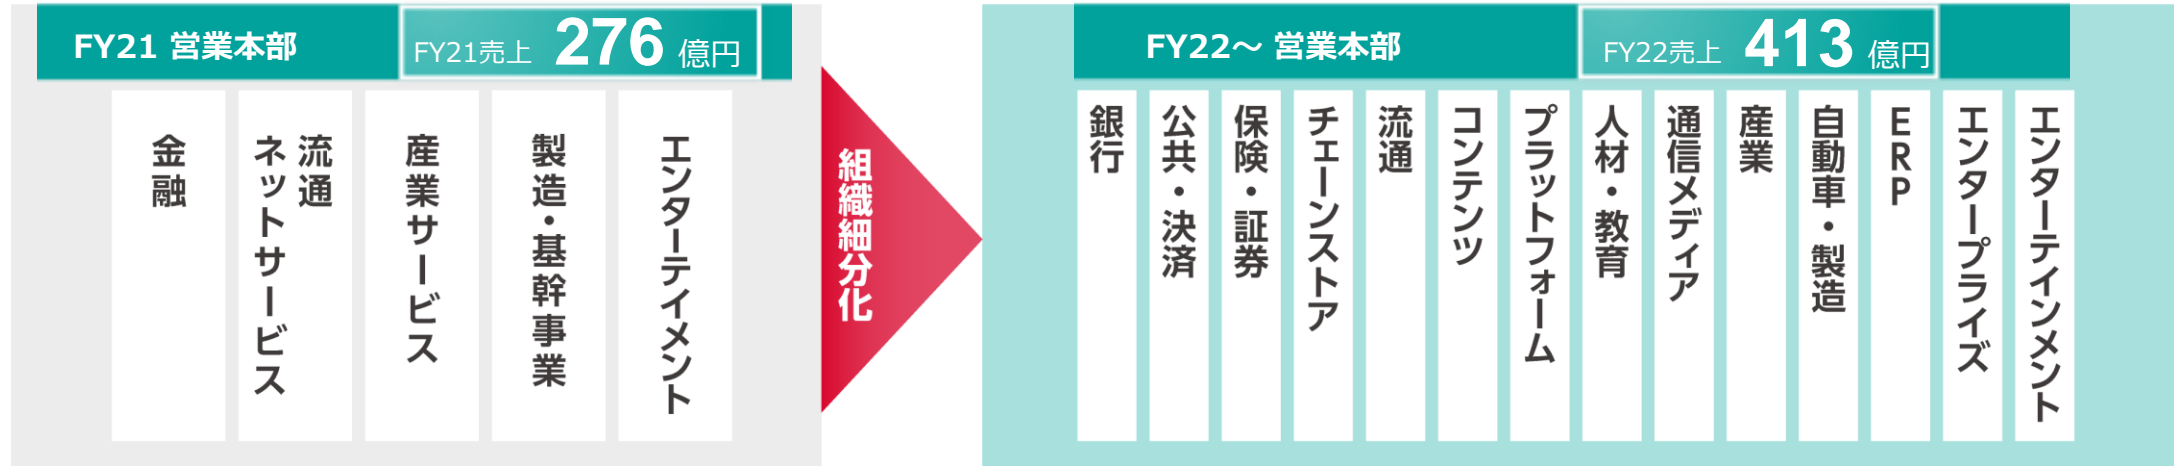 FY21 営業本部
FY21売上 276 億円
金融
流通
ネットサービス
産業サービス
製造・基幹事業
エンターテイメント
組織細分化
FY22～ 営業本部
FY22売上 413 億円
銀行
公共・決済
保険・証券
チェーンストア
流通
コンテンツ
プラットフォーム
人材・教育
通信メディア
産業
自動車・製造
ERP
エンタープライズ
エンターテインメント